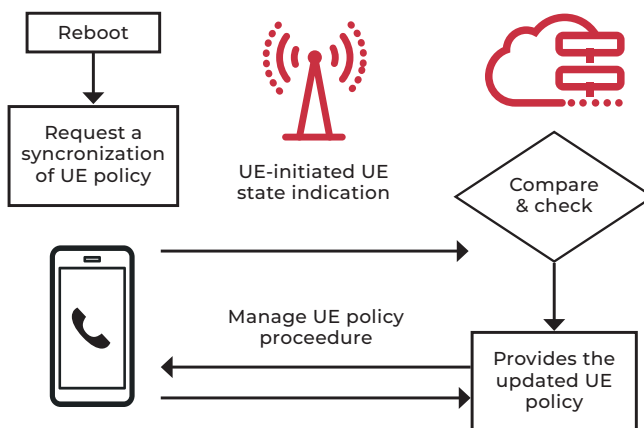 Reboot
Request a
syncronization
of UE policy
UE-initiated UE
state indication
Compare
& check
Manage UE policy
proceedure
Provides the
updated UE
policy